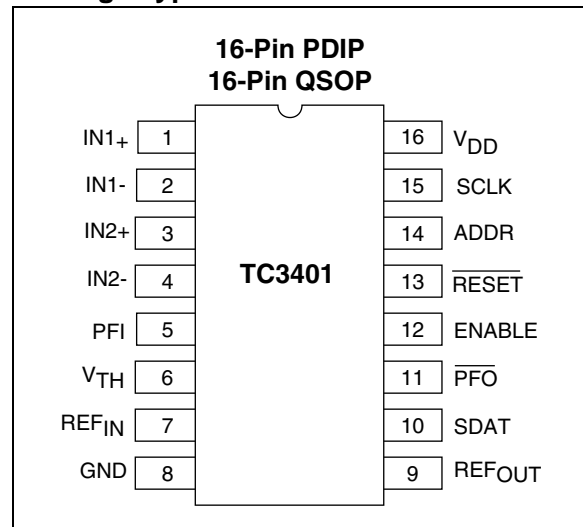 16-Pin PDIP
16-Pin QSOP
IN1+ 1 16 VDD
IN1- 2 15 SCLK
IN2+ 3 14 ADDR
IN2- 4 TC3401 13 RESET
PFI 5 12 ENABLE
VTH 6 11 PFO
REFIN 7 10 SDAT
GND 8 9 REFOUT